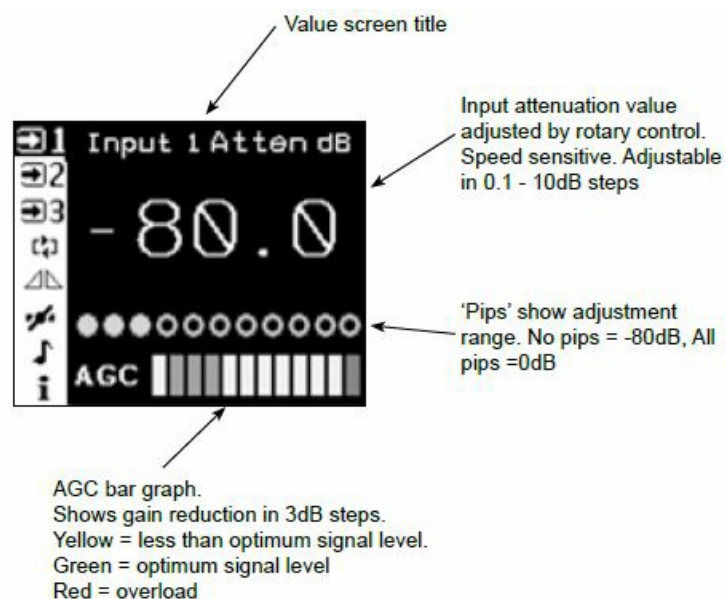 Value screen title
Input attenuation value
adjusted by rotary control.
Speed sensitive. Adjustable
in 0.1 - 10dB steps
1 Input 1 Atten dB
2
3
-80.0
'Pips' show adjustment
range. No pips = -80dB, All
pips =0dB
AGC
i
AGC bar graph.
Shows gain reduction in 3dB steps.
Yellow = less than optimum signal level.
Green = optimum signal level
Red = overload